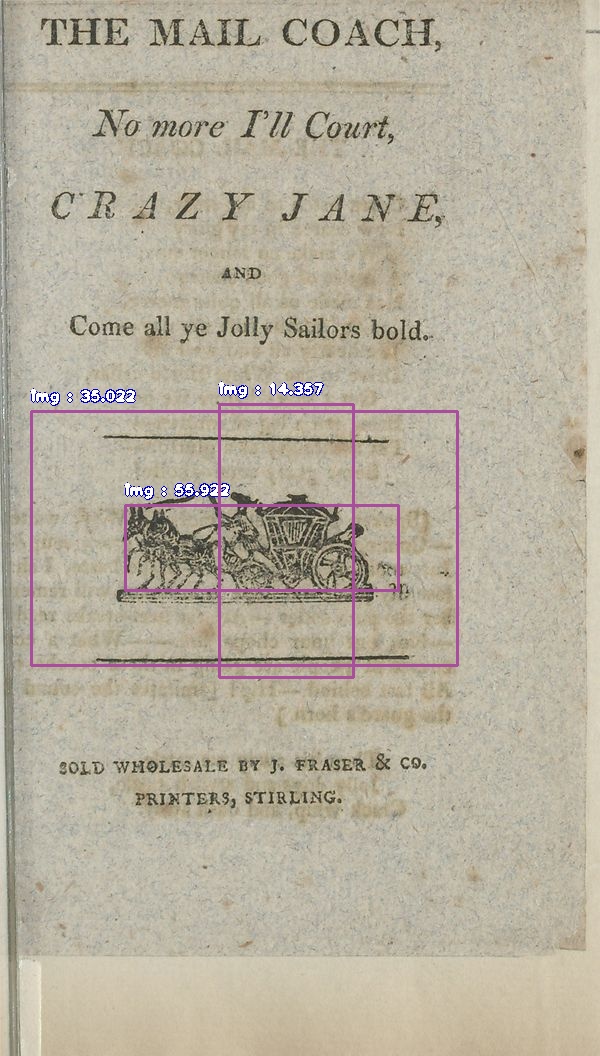 THE MAIL COACH,
No more I'll Court,
CRAZY JANE,
AND
Come all ye Jolly Sailors bold.
img : 35.022
img : 14.357
img : 55.922
SOLD WHOLESALE BY J. FRASER & CO.
PRINTERS, STIRLING.